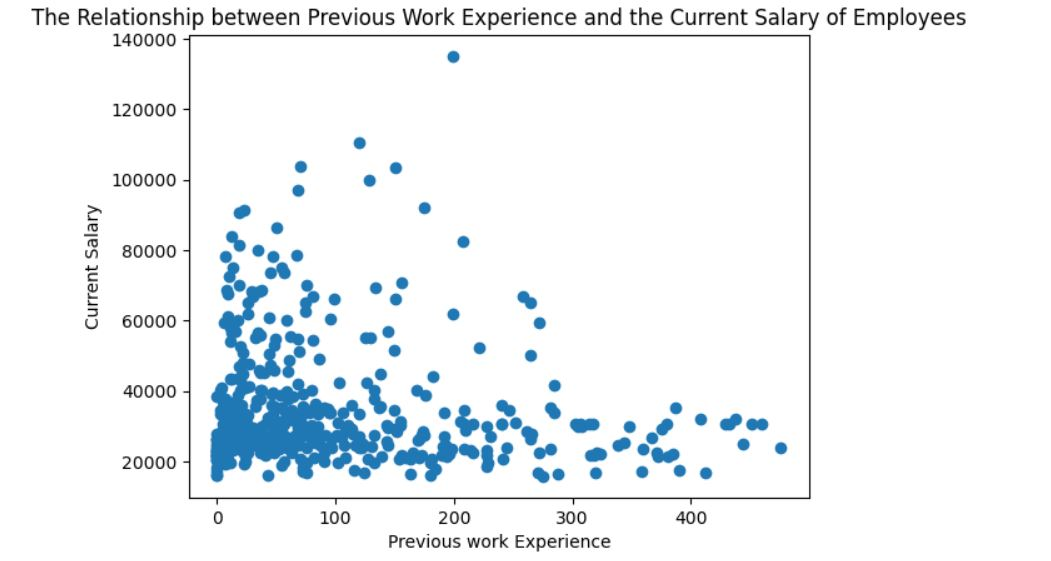 The Relationship between Previous Work Experience and the Current Salary of Employees
140000
120000
100000
80000
60000
40000
20000
Current Salary
0 100 200 300 400
Previous work Experience